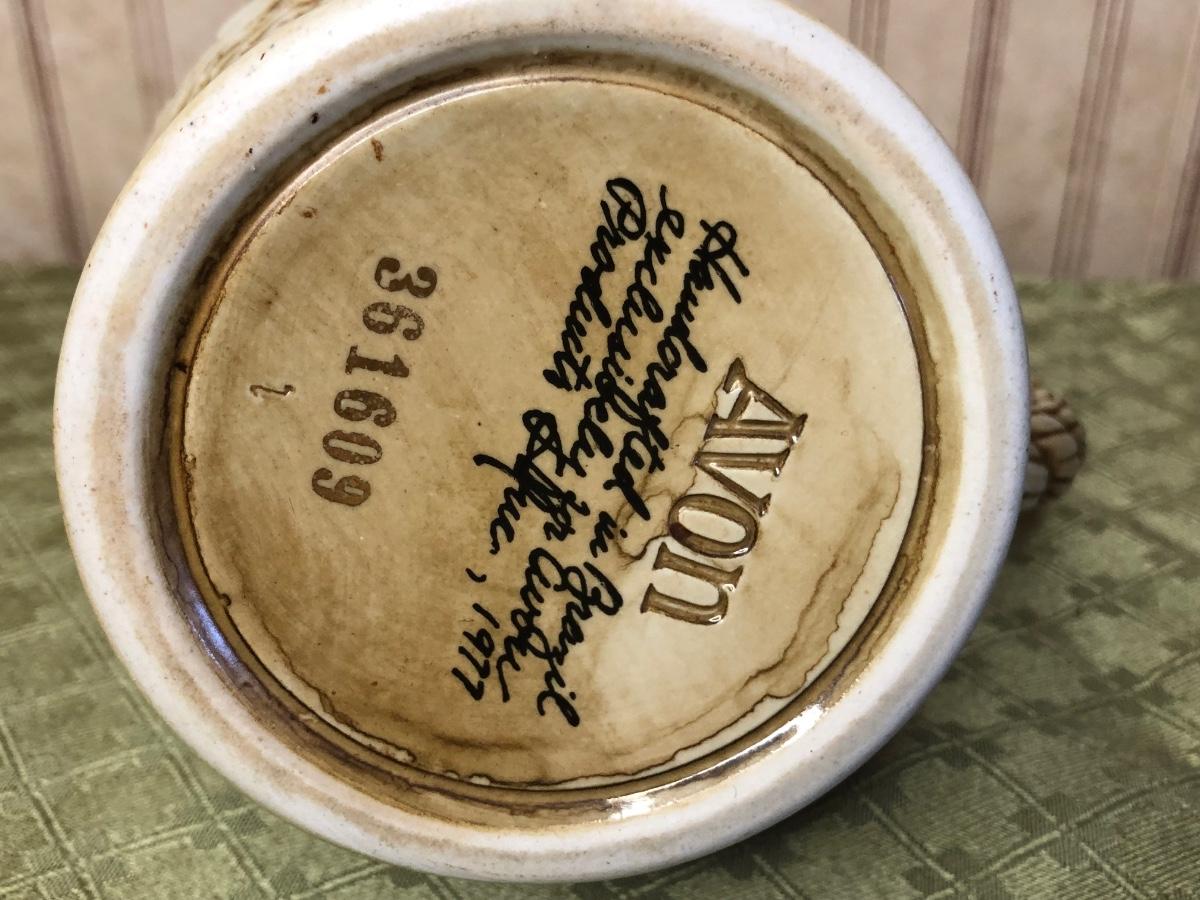 AVON
Handcrafted in Brazil
exclusively for Avon
Products Inc., 1977
361609
1